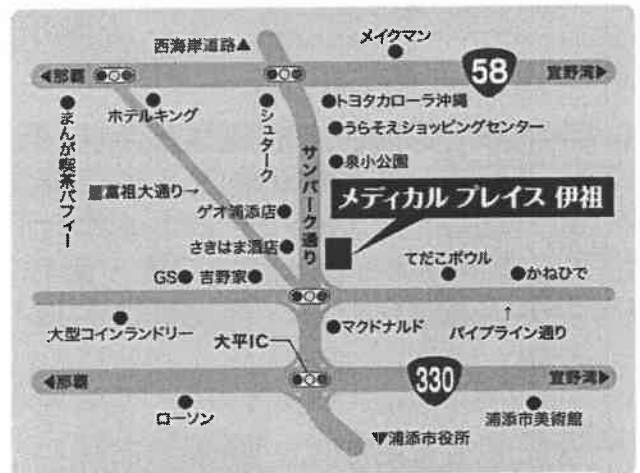 西海岸道路▲
メイクマン
◀那覇
58
宜野湾▶
まんが喫茶パフィー
ホテルキング
シュターク
●トヨタカローラ沖縄
●うらそえショッピングセンター
●泉小公園
サンパーク通り
屋富祖大通り→
ゲオ浦添店●
メディカル プレイス 伊祖
さきはま酒店●
GS●
吉野家●
てだこボウル
●かねひで
大型コインランドリー
●マクドナルド
↑
パイプライン通り
大平IC
◀那覇
330
宜野湾▶
ローソン
浦添市美術館
▼浦添市役所